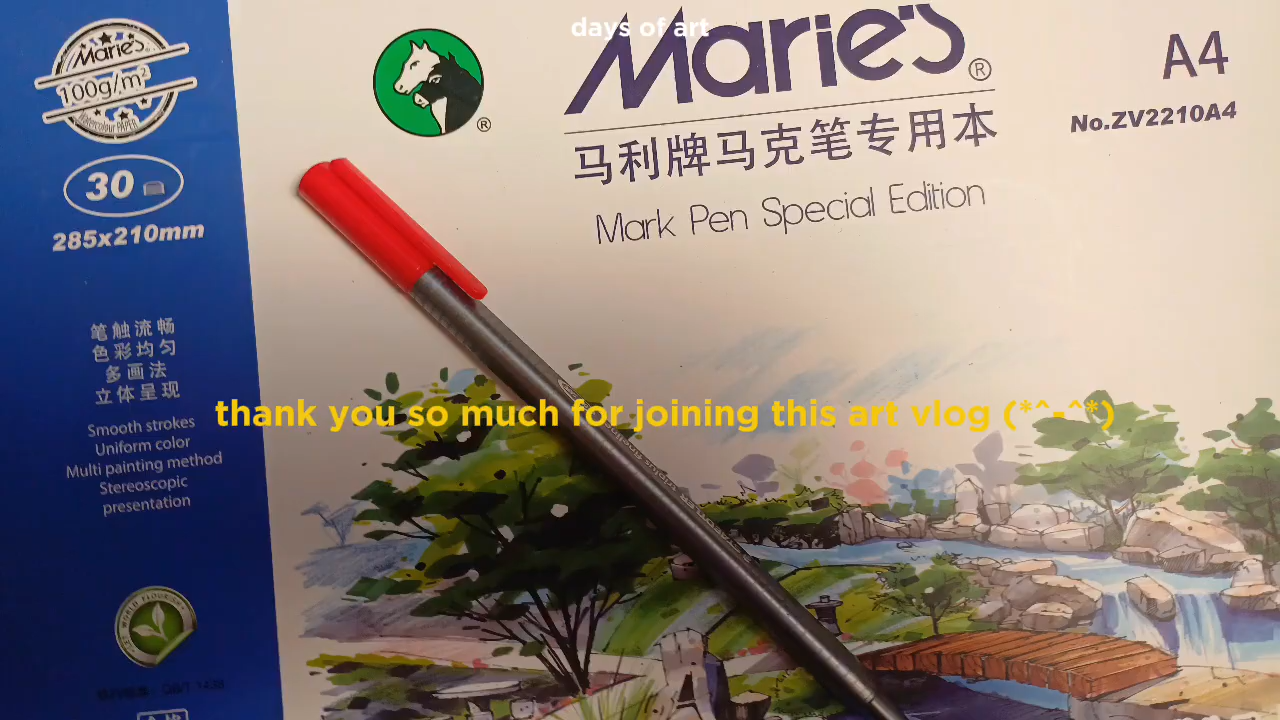 days of art
Marie's
100g/m²
Watercolour PAPER
30
285x210mm
笔触流畅
色彩均匀
多画法
立体呈现
Smooth strokes
Uniform color
Multi painting method
Stereoscopic
presentation
®
Marie's®
马利牌马克笔专用本
Mark Pen Special Edition
A4
No.ZV2210A4
thank you so much for joining this art vlog (*^-^*)